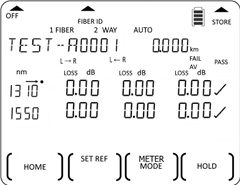 OFF FIBER ID STORE
1 FIBER 2 WAY AUTO
TEST-A0001 0.000 km
L→R L←R FAIL PASS
nm LOSS dB LOSS dB AV LOSS dB
1310 0.00 0.00 0.00
1550 0.00 0.00 0.00
HOME SET REF METER MODE HOLD